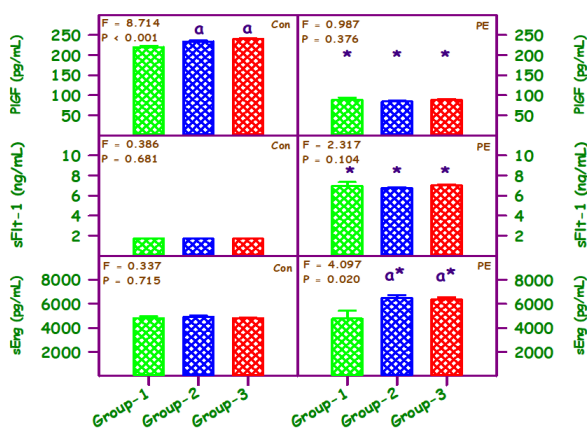 F = 8.714
P < 0.001
a
a
Con
F = 0.987
P = 0.376
PE
*
*
*
PlGF (pg/mL)
250
200
150
100
50
250
200
150
100
50
PlGF (pg/mL)
F = 0.386
P = 0.681
Con
F = 2.317
P = 0.104
PE
*
*
*
sFlt-1 (ng/mL)
10
8
6
4
2
10
8
6
4
2
sFlt-1 (ng/mL)
F = 0.337
P = 0.715
Con
F = 4.097
P = 0.020
PE
a*
a*
sEng (pg/mL)
8000
6000
4000
2000
8000
6000
4000
2000
sEng (pg/mL)
Group-1
Group-2
Group-3
Group-1
Group-2
Group-3